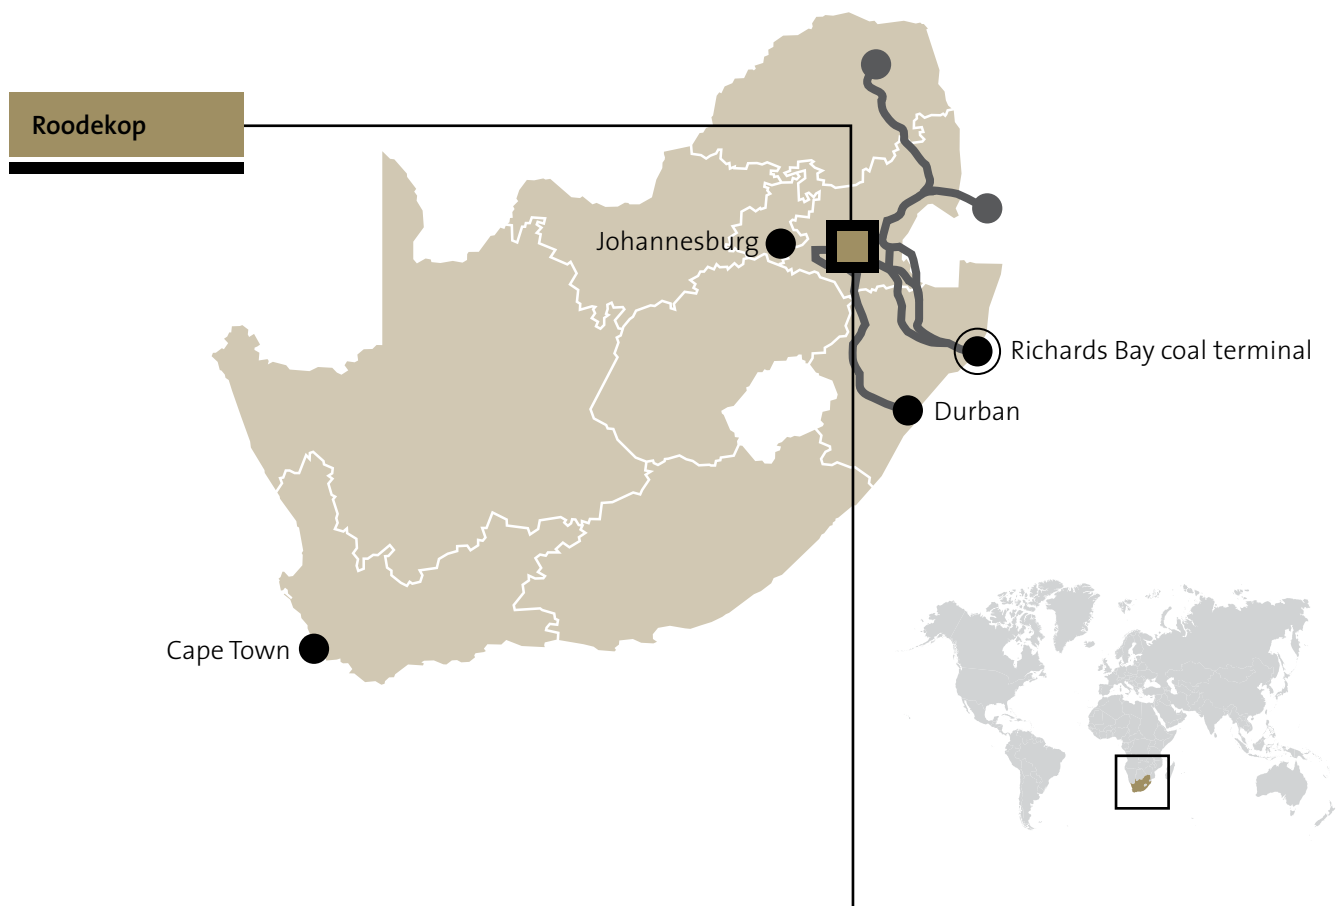 Roodekop
Johannesburg
Richards Bay coal terminal
Durban
Cape Town